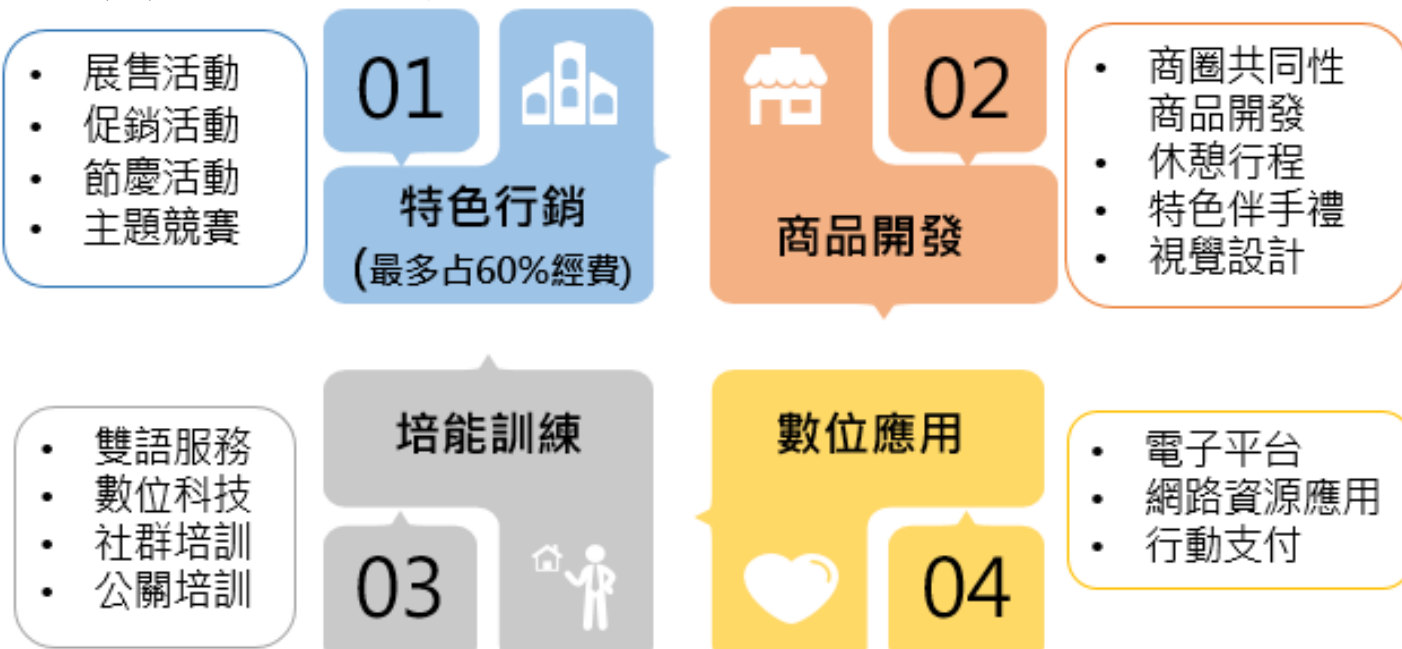 • 展售活動
• 促銷活動
• 節慶活動
• 主題競賽
01
特色行銷
(最多占60%經費)
02
商品開發
• 商圈共同性
商品開發
• 休憩行程
• 特色伴手禮
• 視覺設計
• 雙語服務
• 數位科技
• 社群培訓
• 公關培訓
培能訓練
03
數位應用
04
• 電子平台
• 網路資源應用
• 行動支付